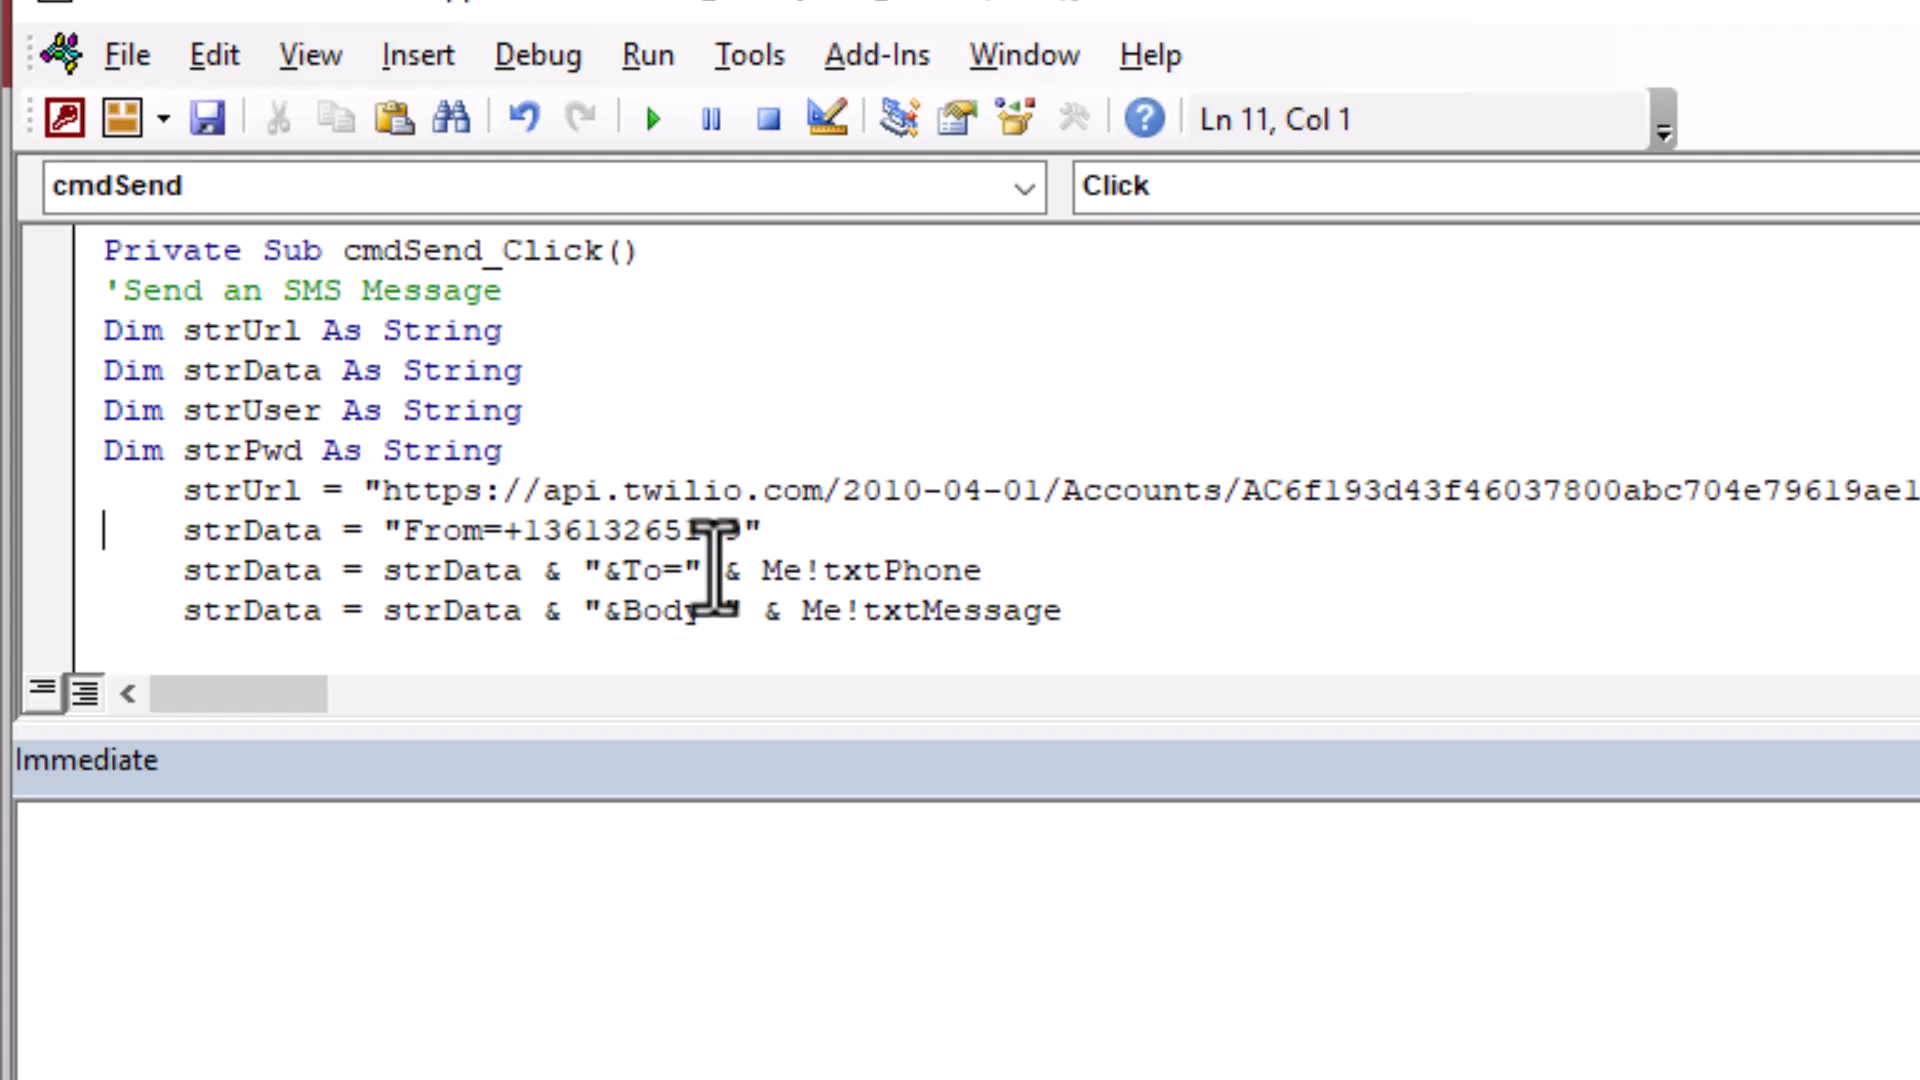 File Edit View Insert Debug Run Tools Add-Ins Window Help
Ln 11, Col 1
cmdSend Click
Private Sub cmdSend_Click()
'Send an SMS Message
Dim strUrl As String
Dim strData As String
Dim strUser As String
Dim strPwd As String
strUrl = "https://api.twilio.com/2010-04-01/Accounts/AC6f193d43f46037800abc704e79619ae1
strData =
strData = strData & "&To=" & Me!txtPhone
strData = strData & "&Body " & Me!txtMessage
Immediate